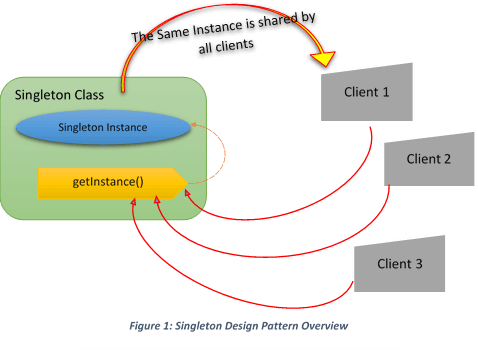 The Same Instance is shared by
all clients
Singleton Class
Singleton Instance
getInstance()
Client 1
Client 2
Client 3
Figure 1: Singleton Design Pattern Overview